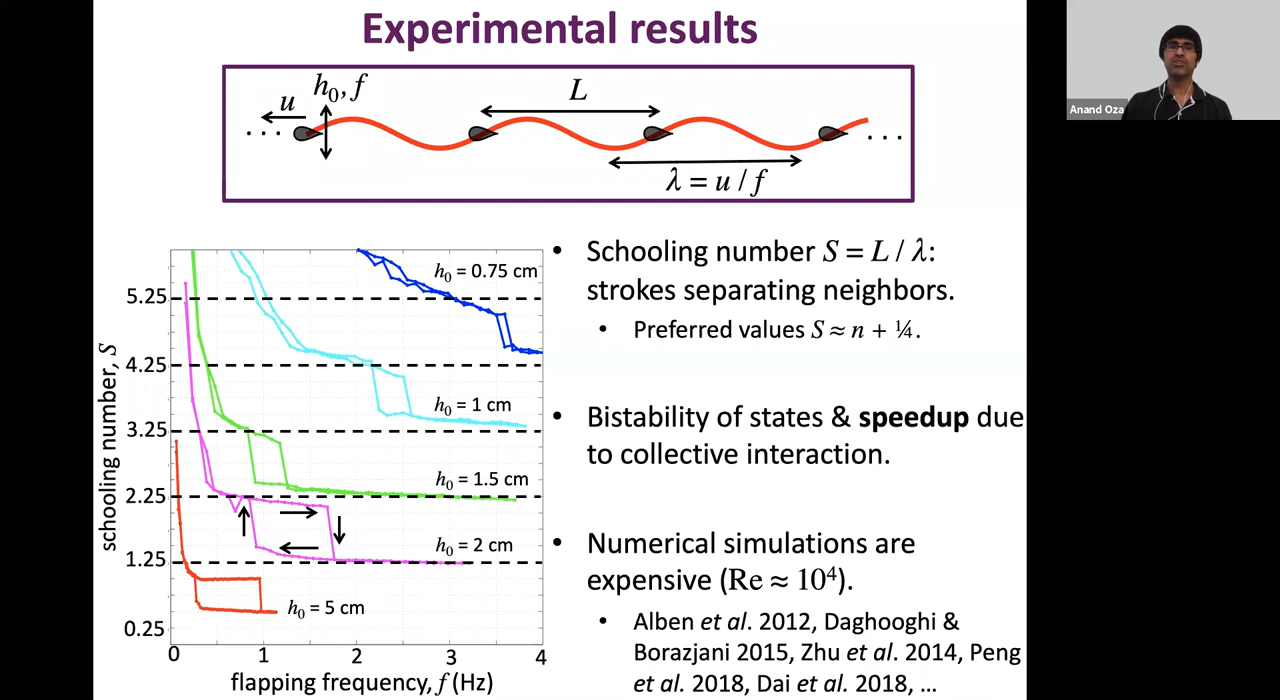 Experimental results
h₀, f
u
L
λ = u / f
Anand Oza
schooling number, S
5.25
4.25
3.25
2.25
1.25
0.25
h₀ = 0.75 cm
h₀ = 1 cm
h₀ = 1.5 cm
h₀ = 2 cm
h₀ = 5 cm
0 1 2 3 4
flapping frequency, f (Hz)
• Schooling number S = L / λ:
strokes separating neighbors.
• Preferred values S ≈ n + ¼.
• Bistability of states & speedup due
to collective interaction.
• Numerical simulations are
expensive (Re ≈ 10⁴).
• Alben et al. 2012, Daghooghi &
Borazjani 2015, Zhu et al. 2014, Peng
et al. 2018, Dai et al. 2018, ...